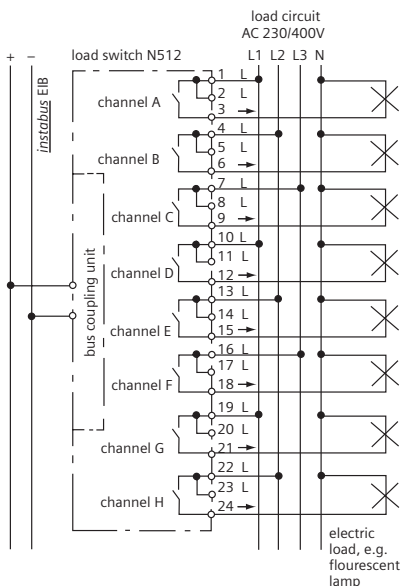 load circuit
AC 230/400V
+ − load switch N512 L1 L2 L3 N
instabus EIB
bus coupling unit
1 L
channel A 2 L
3
4 L
channel B 5 L
6
7 L
channel C 8 L
9
10 L
channel D 11 L
12
13 L
channel E 14 L
15
16 L
channel F 17 L
18
19 L
channel G 20 L
21
22 L
channel H 23 L
24
electric
load, e.g.
flourescent
lamp